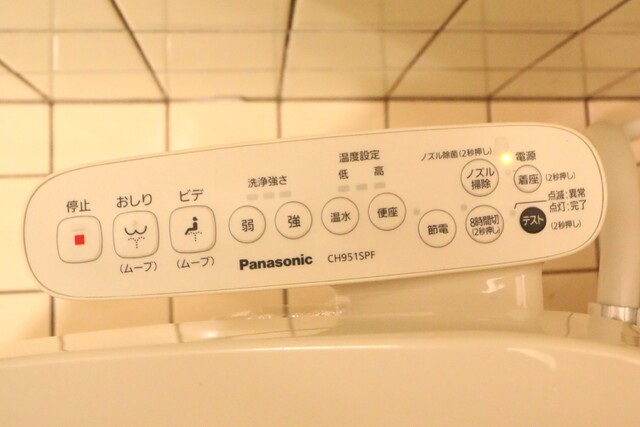 停止
おしり
(ムーブ)
ビデ
(ムーブ)
洗浄強さ
弱
強
温度設定
低 高
温水
便座
Panasonic CH951SPF
ノズル除菌(2秒押し)
ノズル
掃除
電源
着座
(2秒押し)
節電
8時間切
(2秒押し)
テスト
点滅:異常
点灯:完了
(2秒押し)